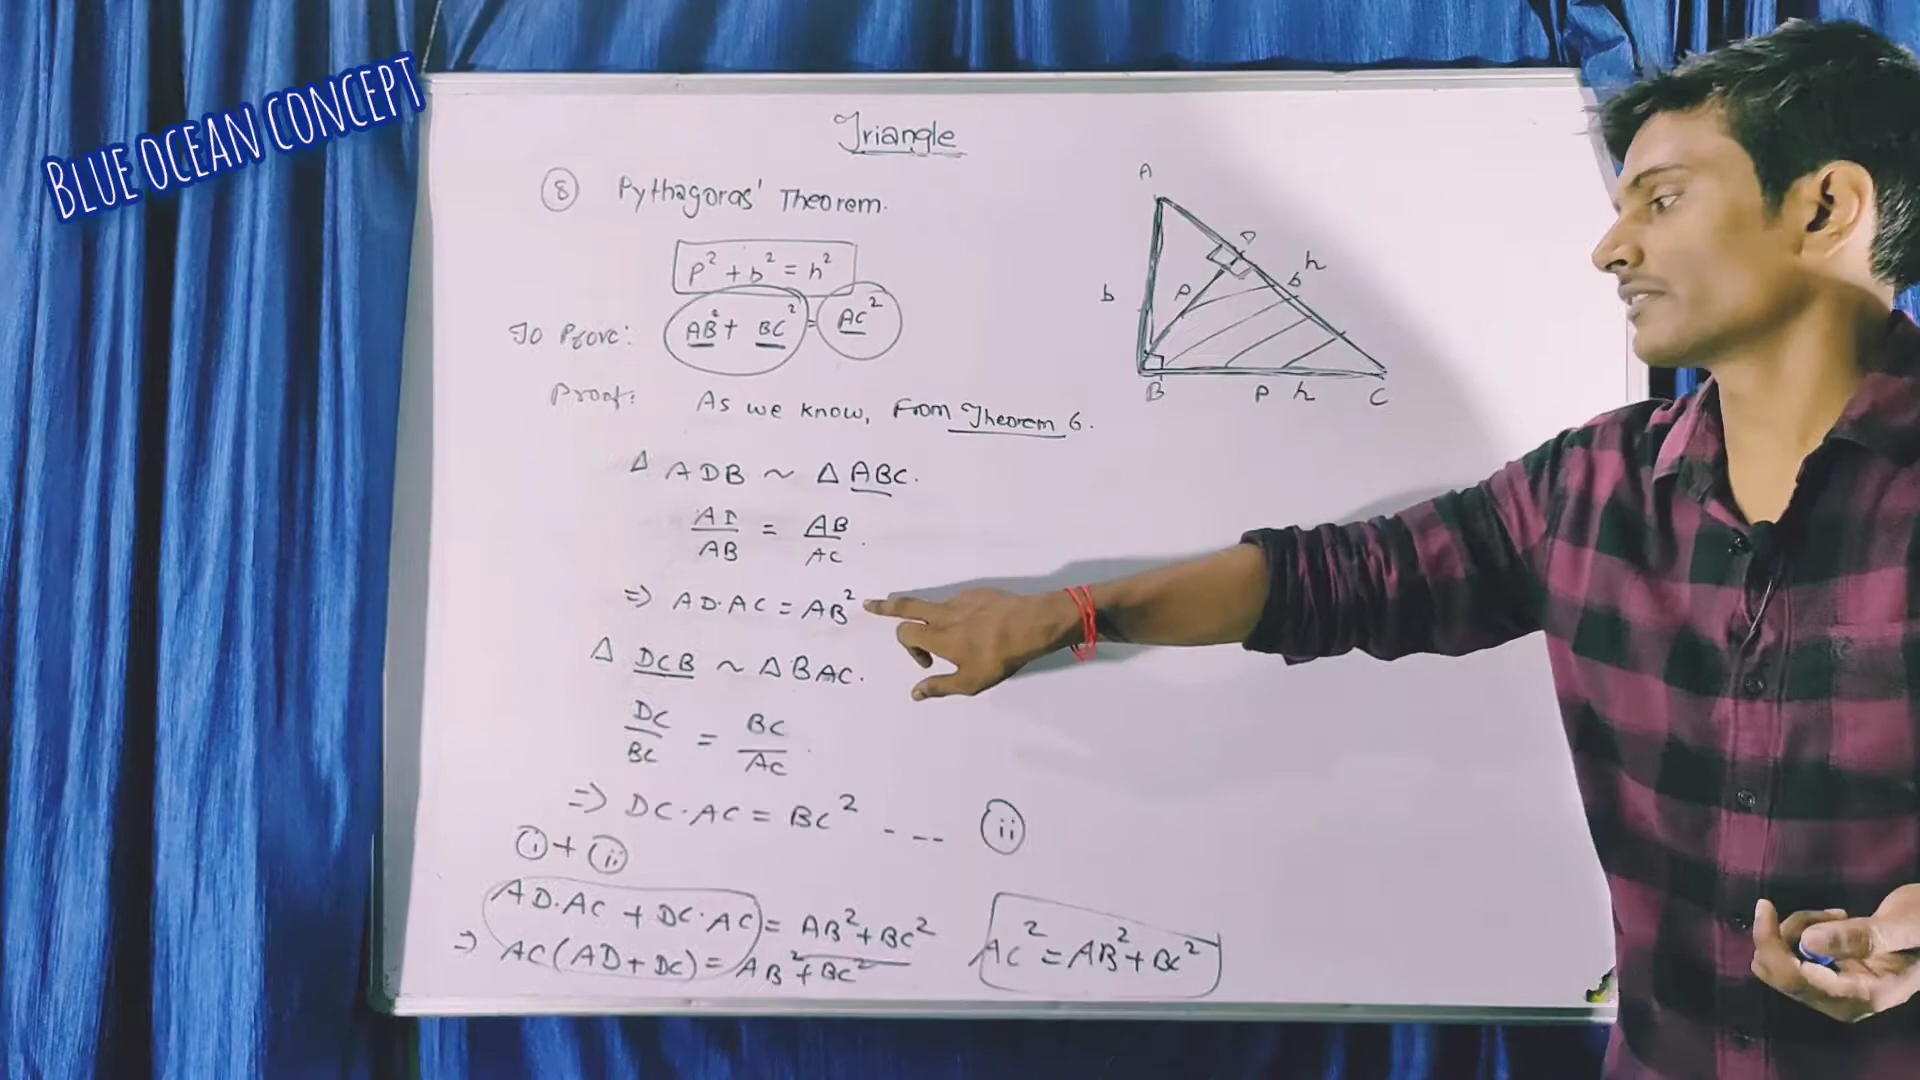 BLUE OCEAN CONCEPT
Triangle
⑧ Pythagoras' Theorem.
p² + b² = h²
To Prove: AB² + BC² = AC²
Proof: As we know, From Theorem 6.
Δ ADB ~ Δ ABC.
AD/AB = AB/AC.
=> AD·AC = AB²
Δ DCB ~ Δ BAC.
DC/BC = BC/AC.
=> DC·AC = BC² ---- (ii)
(i) + (ii)
AD·AC + DC·AC = AB² + BC²
=> AC(AD + DC) = AB² + BC²
AC² = AB² + BC²
A
D
h
b
b
p
B
p h
C